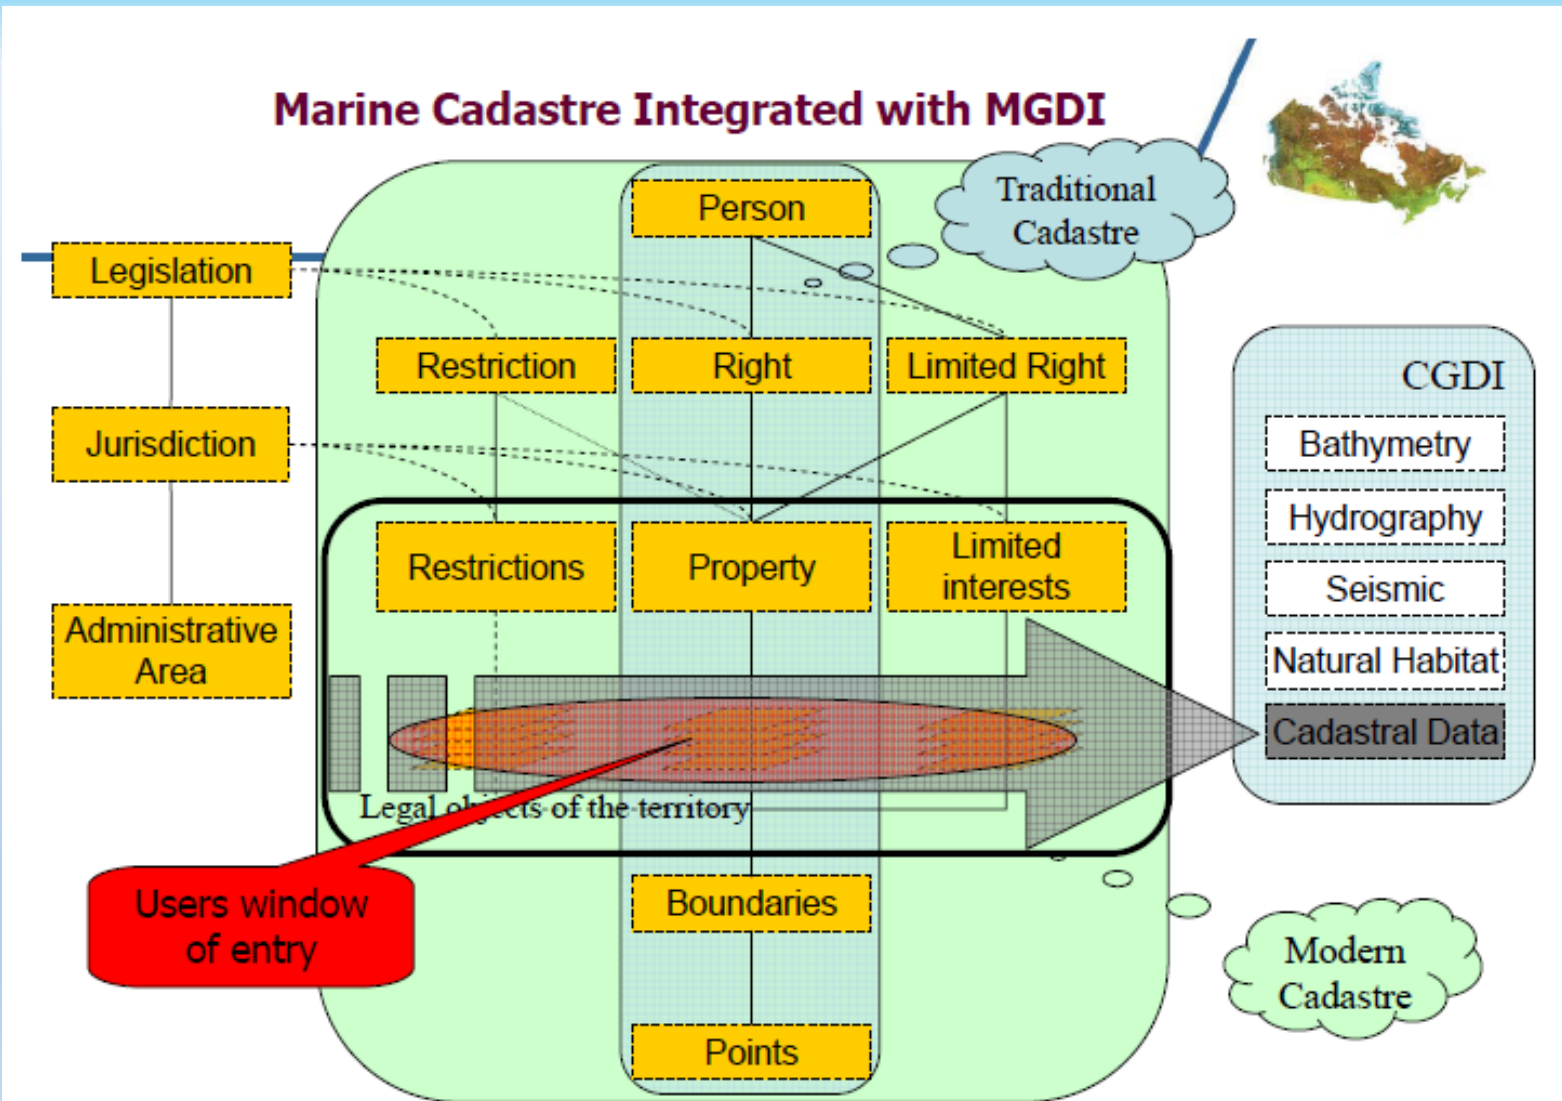 Marine Cadastre Integrated with MGDI
Traditional
Cadastre
Person
Legislation
Restriction
Right
Limited Right
CGDI
Jurisdiction
Bathymetry
Hydrography
Restrictions
Property
Limited
interests
Seismic
Administrative
Area
Natural Habitat
Cadastral Data
Legal objects of the territory
Users window
of entry
Boundaries
Modern
Cadastre
Points